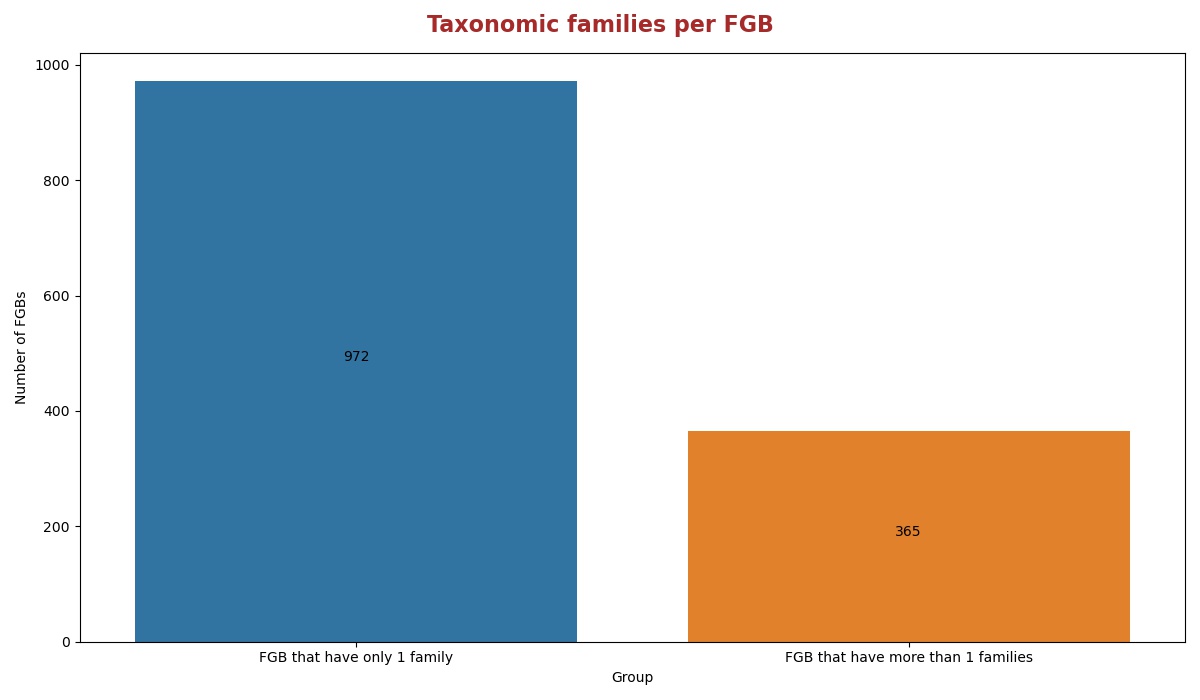 Taxonomic families per FGB
1000
800
600
400
200
0
Number of FGBs
972
365
FGB that have only 1 family
FGB that have more than 1 families
Group